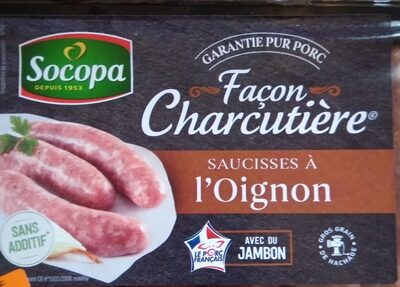 GARANTIE PUR PORC
Socopa
DEPUIS 1953
Façon
Charcutière®
SAUCISSES À
l'Oignon
SANS
ADDITIF
LE PORC
FRANÇAIS
AVEC DU
JAMBON
GROS GRAIN
DE HACHAGE